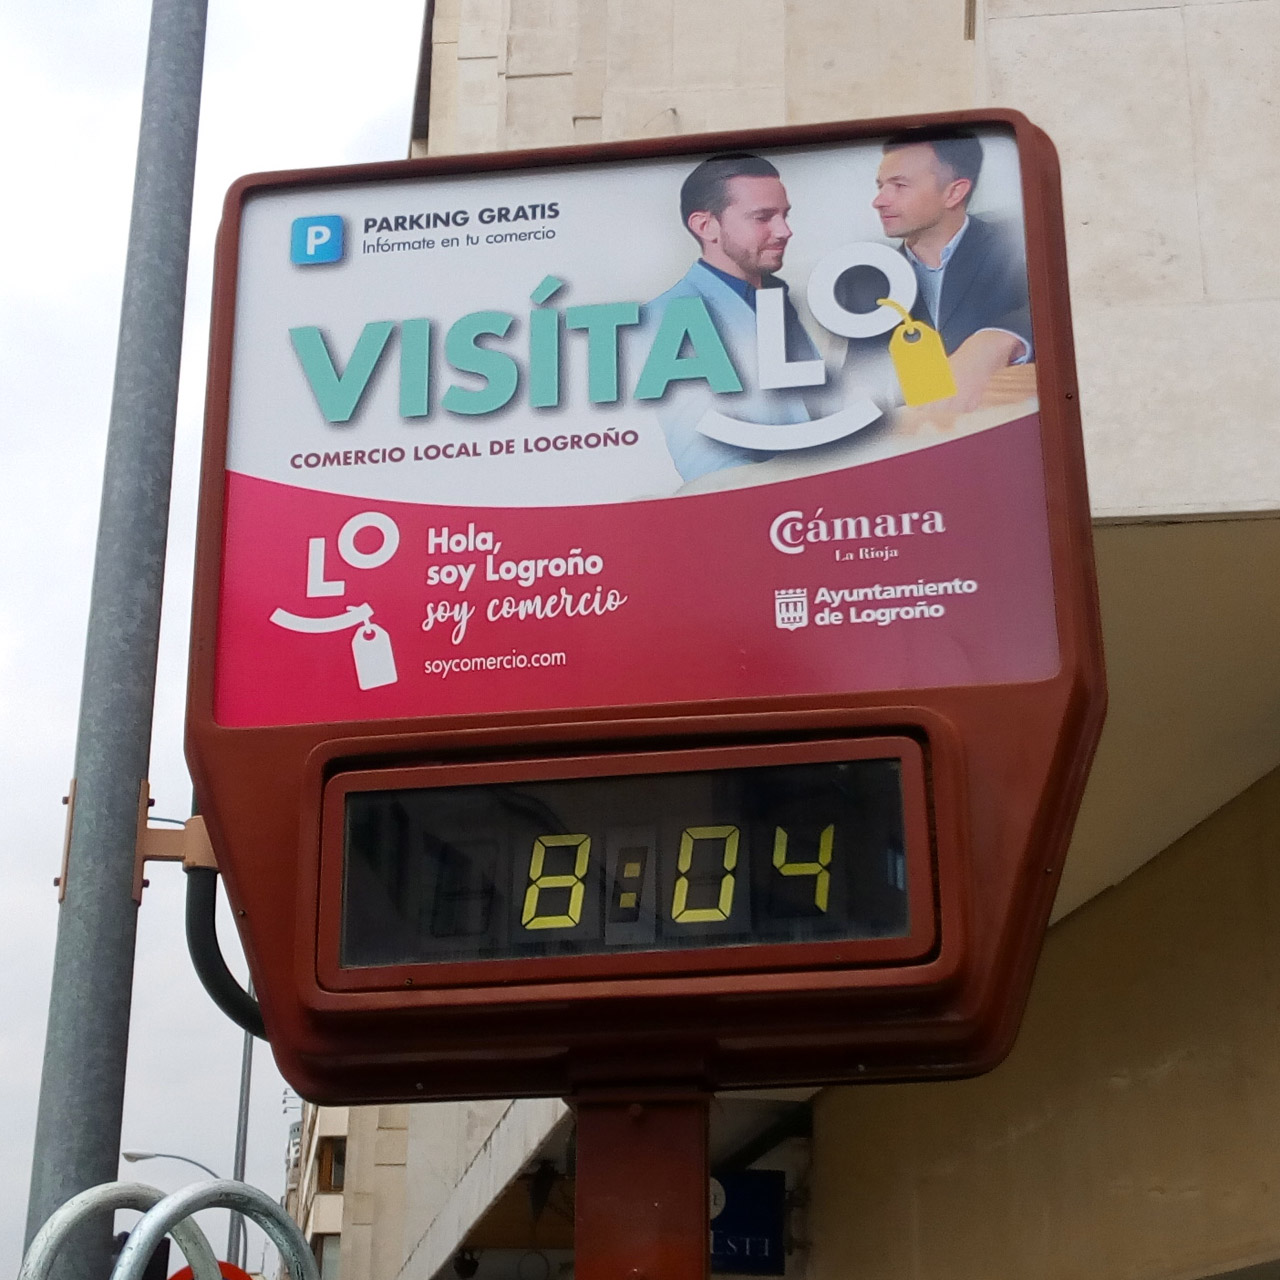 P
PARKING GRATIS
Infórmate en tu comercio
VISÍTALO
COMERCIO LOCAL DE LOGROÑO
LO
Hola,
soy Logroño
soy comercio
soycomercio.com
Cámara
La Rioja
Ayuntamiento
de Logroño
8:04